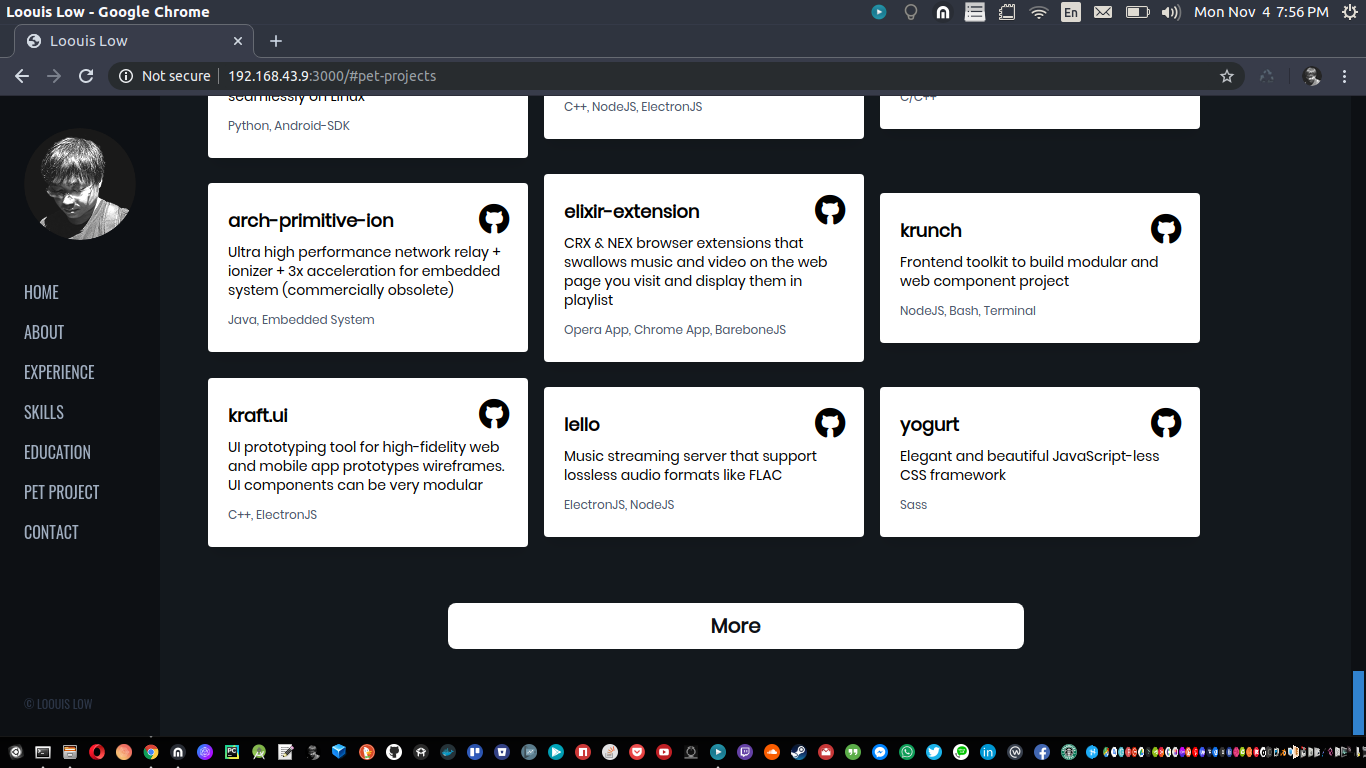 Loouis Low - Google Chrome
En
Mon Nov 4 7:56 PM
Loouis Low
Not secure
192.168.43.9:3000/#pet-projects
seamlessly on Linux
Python, Android-SDK
C++, NodeJS, ElectronJS
C/C++
HOME
ABOUT
EXPERIENCE
SKILLS
EDUCATION
PET PROJECT
CONTACT
© LOOUIS LOW
arch-primitive-ion
Ultra high performance network relay +
ionizer + 3x acceleration for embedded
system (commercially obsolete)
Java, Embedded System
elixir-extension
CRX & NEX browser extensions that
swallows music and video on the web
page you visit and display them in
playlist
Opera App, Chrome App, BareboneJS
krunch
Frontend toolkit to build modular and
web component project
NodeJS, Bash, Terminal
kraft.ui
UI prototyping tool for high-fidelity web
and mobile app prototypes wireframes.
UI components can be very modular
C++, ElectronJS
lello
Music streaming server that support
lossless audio formats like FLAC
ElectronJS, NodeJS
yogurt
Elegant and beautiful JavaScript-less
CSS framework
Sass
More